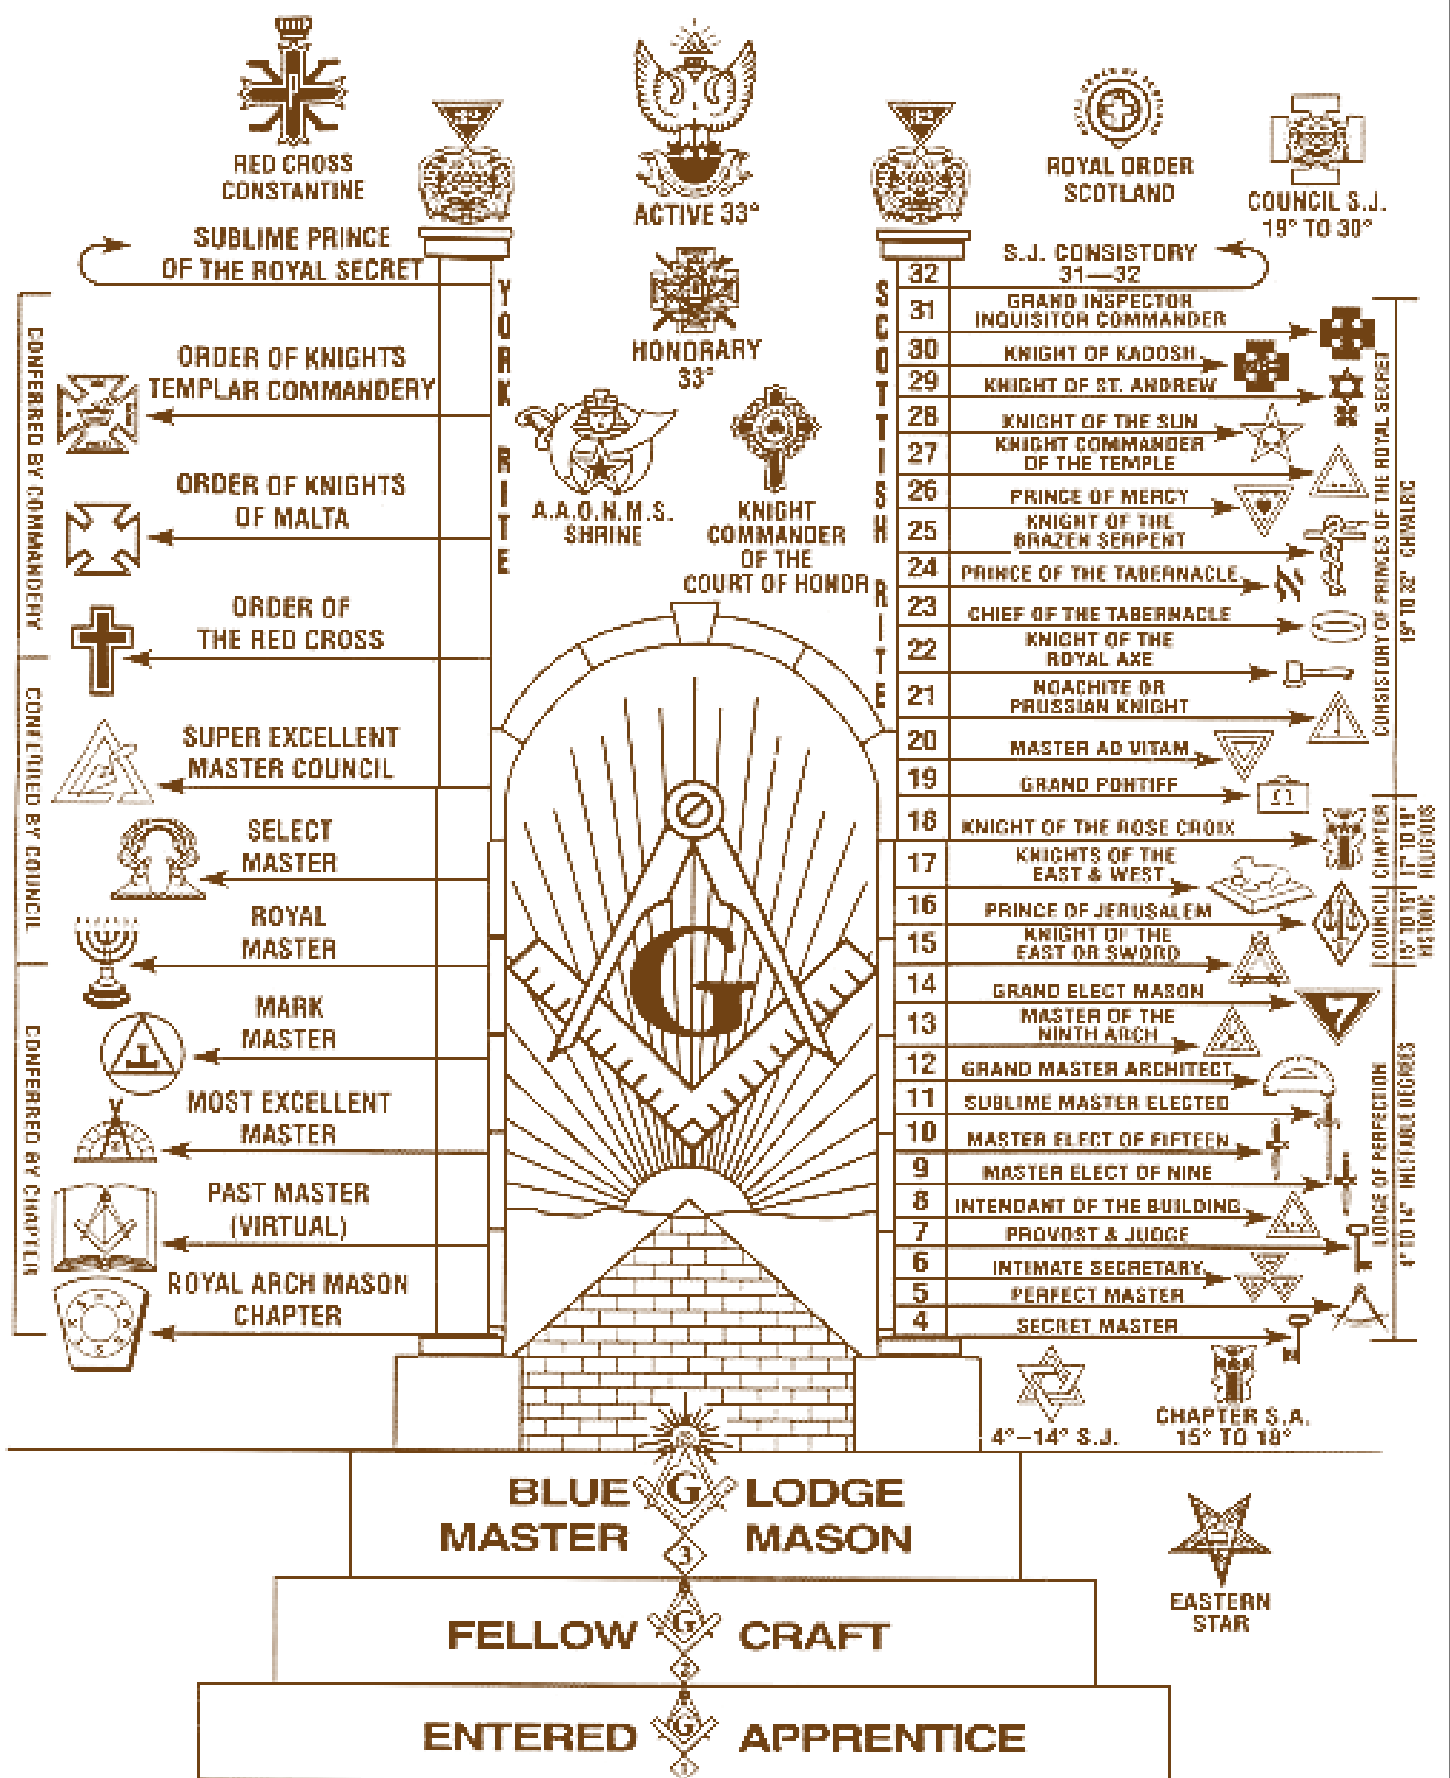 RED CROSS
CONSTANTINE
ACTIVE 33°
ROYAL ORDER
SCOTLAND
COUNCIL S.J.
19° TO 30°
HONORARY
33°
A.A.O.N.M.S.
SHRINE
KNIGHT
COMMANDER
OF THE
COURT OF HONOR
YORK RITE
SUBLIME PRINCE
OF THE ROYAL SECRET
CONFERRED BY COMMANDERY
ORDER OF KNIGHTS
TEMPLAR COMMANDERY
ORDER OF KNIGHTS
OF MALTA
ORDER OF
THE RED CROSS
CONFERRED BY COUNCIL
SUPER EXCELLENT
MASTER COUNCIL
SELECT
MASTER
ROYAL
MASTER
CONFERRED BY CHAPTER
MARK
MASTER
MOST EXCELLENT
MASTER
PAST MASTER
(VIRTUAL)
ROYAL ARCH MASON
CHAPTER
SCOTTISH RITE
S.J. CONSISTORY
32 31—32
31 GRAND INSPECTOR
INQUISITOR COMMANDER
30 KNIGHT OF KADOSH
29 KNIGHT OF ST. ANDREW
28 KNIGHT OF THE SUN
27 KNIGHT COMMANDER
OF THE TEMPLE
26 PRINCE OF MERCY
25 KNIGHT OF THE
BRAZEN SERPENT
24 PRINCE OF THE TABERNACLE
23 CHIEF OF THE TABERNACLE
22 KNIGHT OF THE
ROYAL AXE
21 NOACHITE OR
PRUSSIAN KNIGHT
20 MASTER AD VITAM
19 GRAND PONTIFF
18 KNIGHT OF THE ROSE CROIX
17 KNIGHTS OF THE
EAST & WEST
16 PRINCE OF JERUSALEM
15 KNIGHT OF THE
EAST OR SWORD
14 GRAND ELECT MASON
13 MASTER OF THE
NINTH ARCH
12 GRAND MASTER ARCHITECT
11 SUBLIME MASTER ELECTED
10 MASTER ELECT OF FIFTEEN
9 MASTER ELECT OF NINE
8 INTENDANT OF THE BUILDING
7 PROVOST & JUDGE
6 INTIMATE SECRETARY
5 PERFECT MASTER
4 SECRET MASTER
CONSISTORY OF PRINCES OF THE ROYAL SECRET
19° TO 32° CHIVALRIC
CHAPTER
17° TO 18°
RELIGIOUS
COUNCIL
15° TO 16°
HISTORIC
LODGE OF PERFECTION
4° TO 14° INEFFABLE DEGREES
G
4°–14° S.J.
CHAPTER S.A.
15° TO 18°
EASTERN
STAR
BLUE G LODGE
MASTER 3 MASON
FELLOW G CRAFT
2
ENTERED G APPRENTICE
1